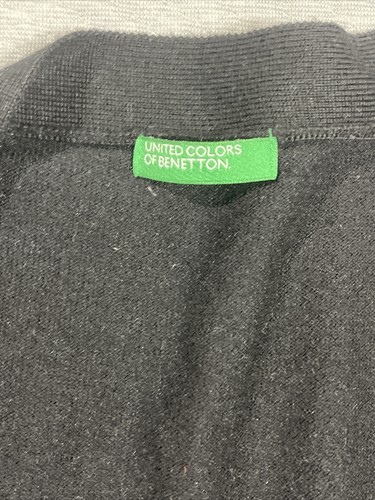 UNITED COLORS
OF BENETTON.